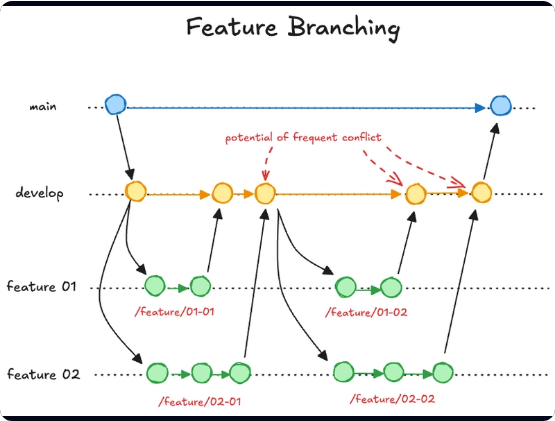 Feature Branching
main
potential of frequent conflict
develop
feature 01
/feature/01-01
/feature/01-02
feature 02
/feature/02-01
/feature/02-02